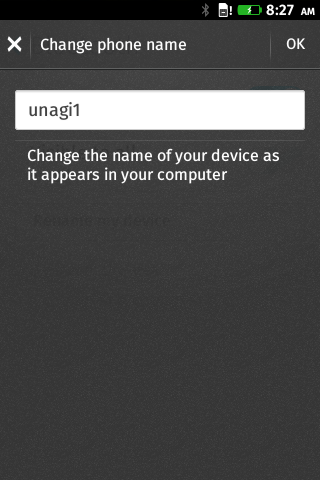 8:27 AM
Change phone name
OK
unagi1
Change the name of your device as
it appears in your computer